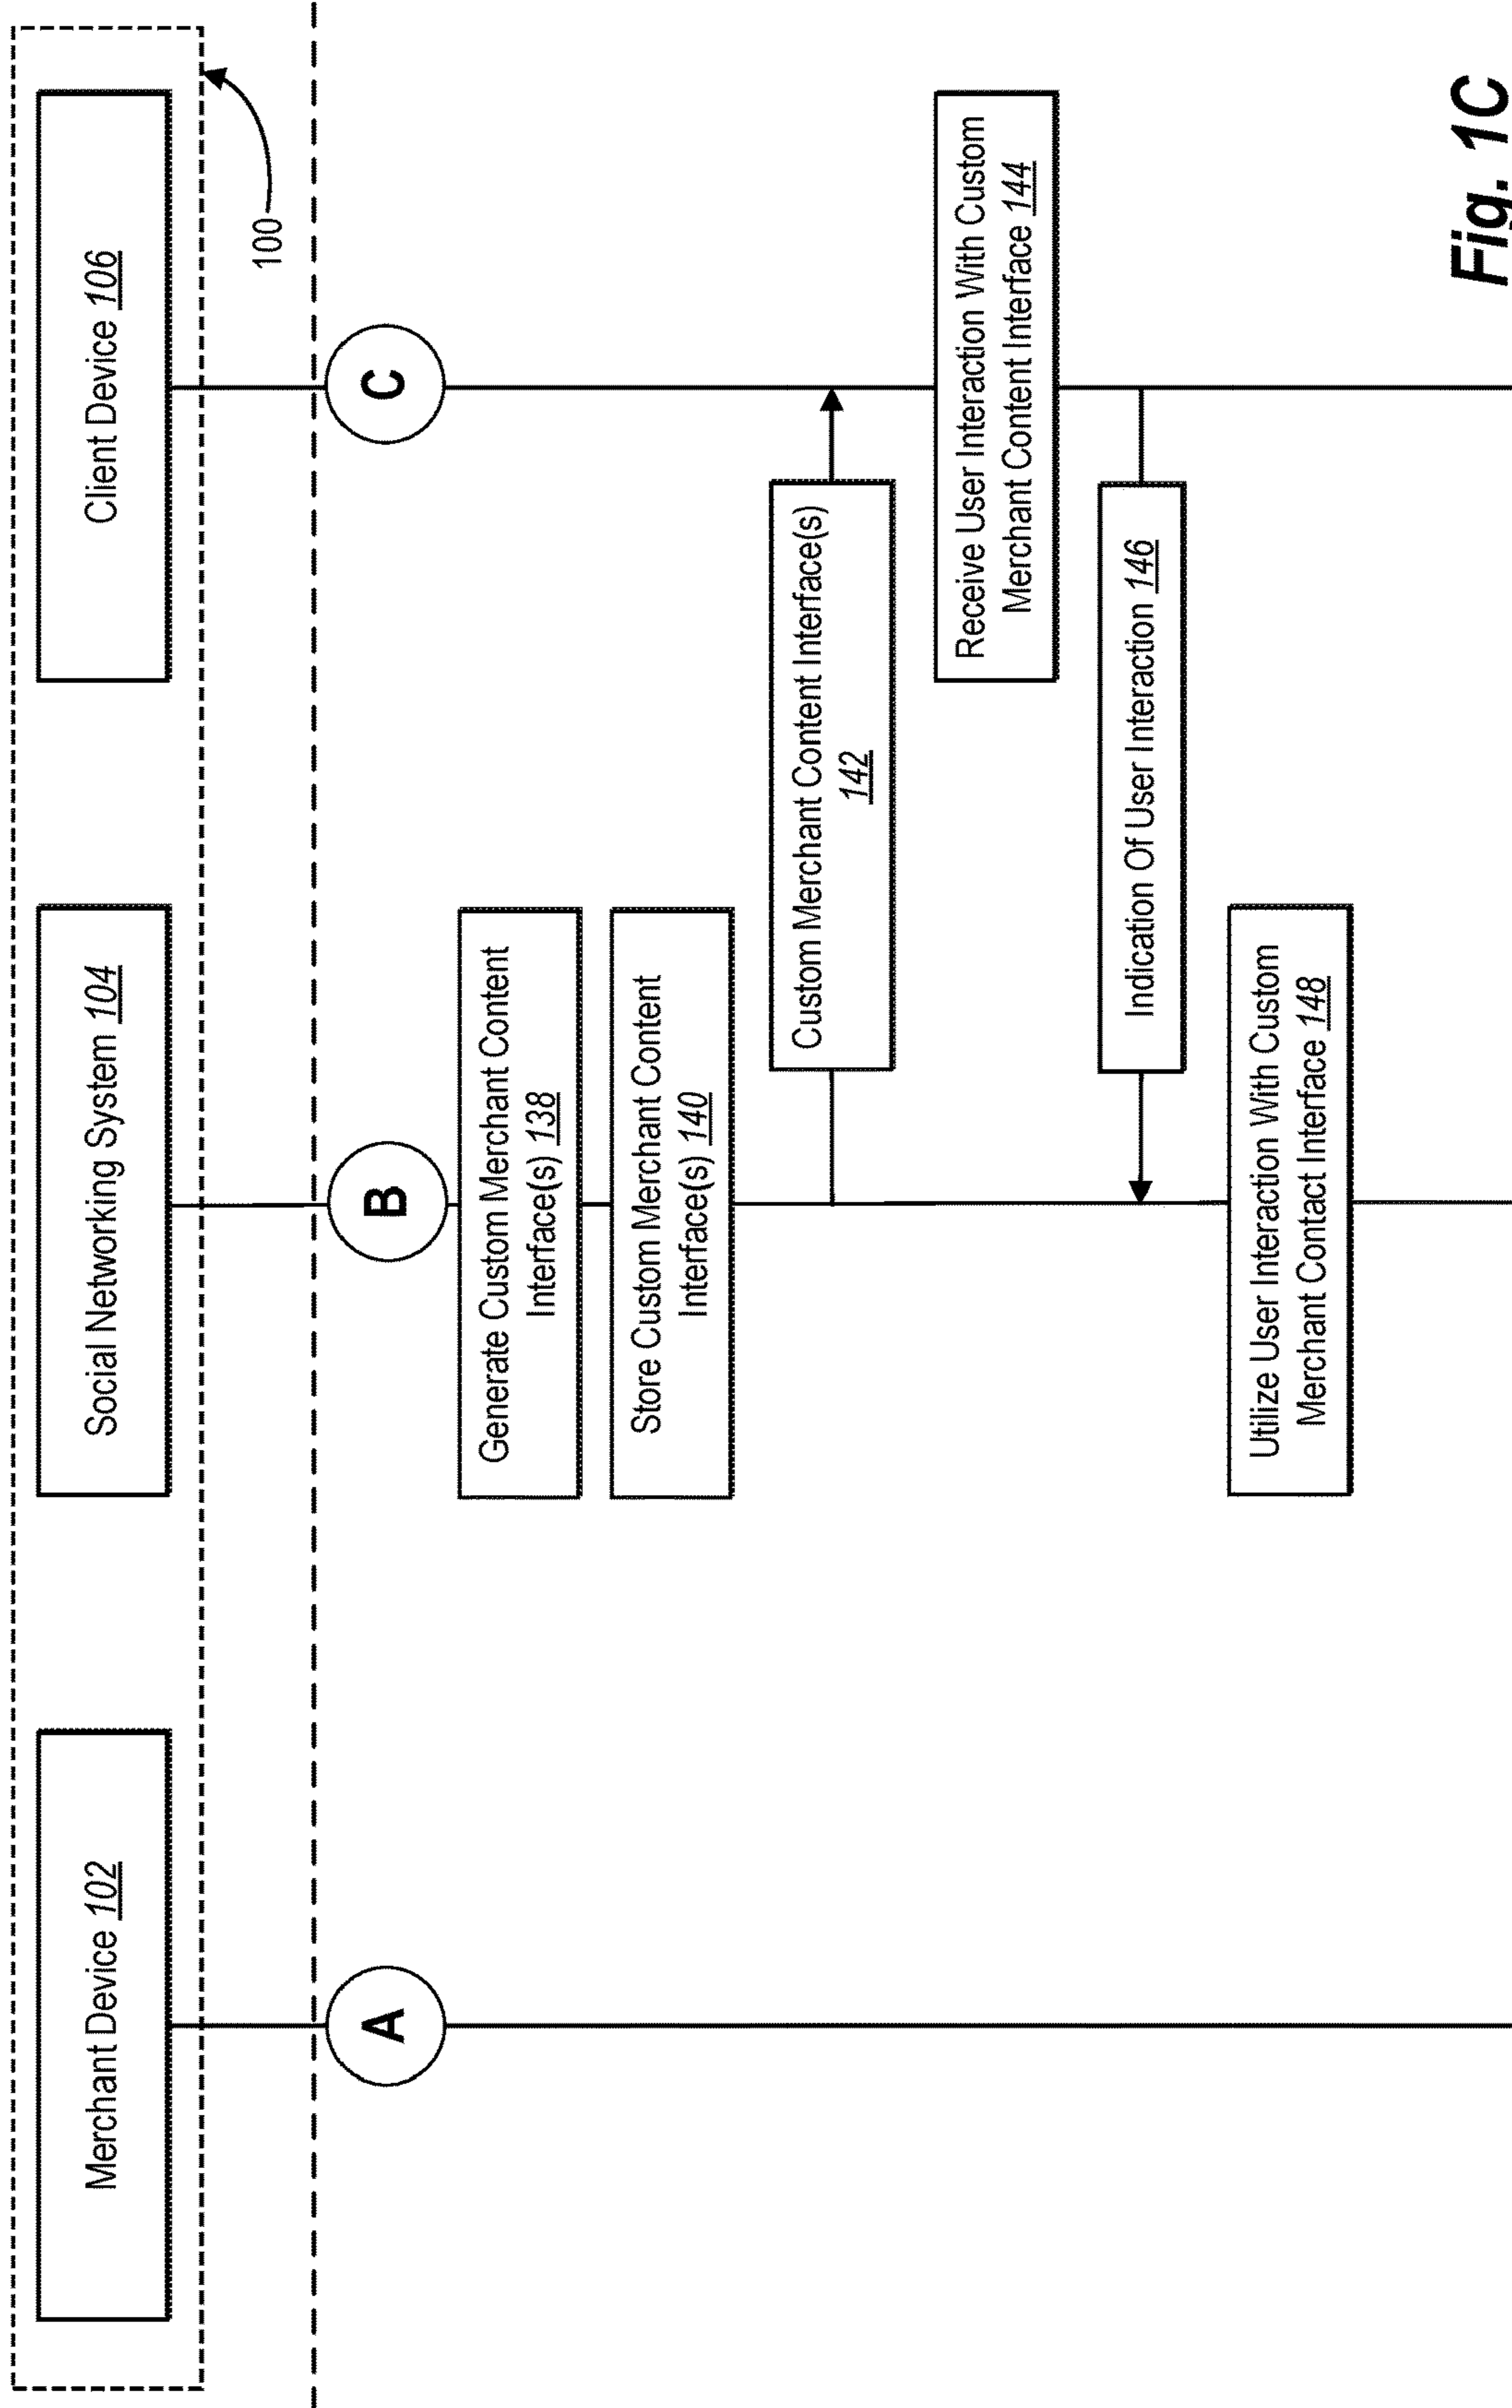 Merchant Device 102
Social Networking System 104
Client Device 106
100
A
B
C
Generate Custom Merchant Content
Interface(s) 138
Store Custom Merchant Content
Interface(s) 140
Custom Merchant Content Interface(s)
142
Receive User Interaction With Custom
Merchant Content Interface 144
Indication Of User Interaction 146
Utilize User Interaction With Custom
Merchant Contact Interface 148
Fig. 1C